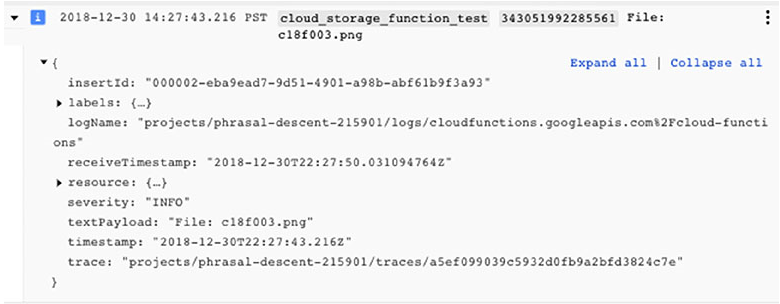 2018-12-30 14:27:43.216 PST cloud_storage_function_test 343051992285561 File:
c18f003.png
{ Expand all | Collapse all
insertId: "000002-eba9ead7-9d51-4901-a98b-abf61b9f3a93"
labels: {…}
logName: "projects/phrasal-descent-215901/logs/cloudfunctions.googleapis.com%2Fcloud-functi
ons"
receiveTimestamp: "2018-12-30T22:27:50.031094764Z"
resource: {…}
severity: "INFO"
textPayload: "File: c18f003.png"
timestamp: "2018-12-30T22:27:43.216Z"
trace: "projects/phrasal-descent-215901/traces/a5ef099039c5932d0fb9a2bfd3824c7e"
}